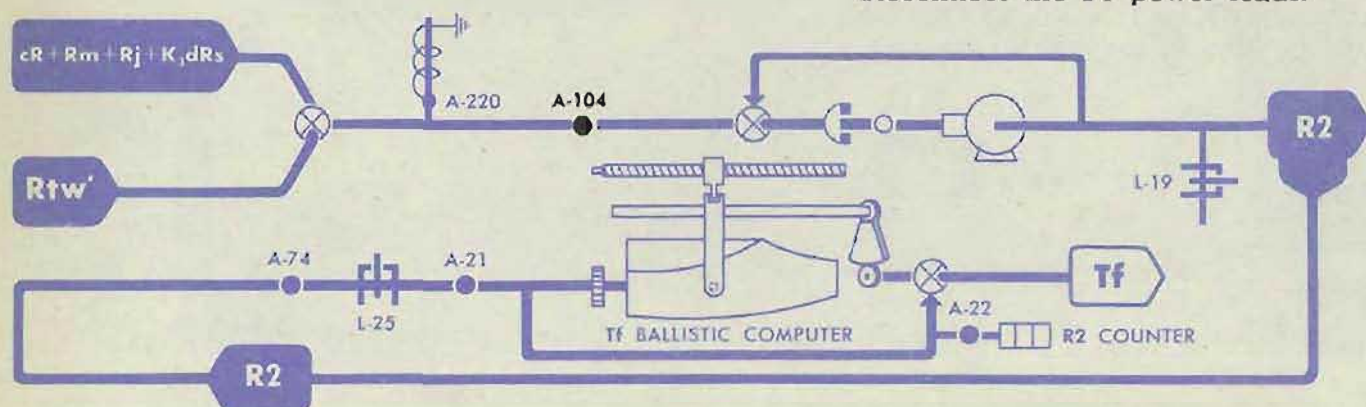 cR + Rm + Rj + K₁dRs
A-220
A-104
R2
Rtw'
L-19
A-74
A-21
Tf
L-25
A-22
Tf BALLISTIC COMPUTER
R2 COUNTER
R2